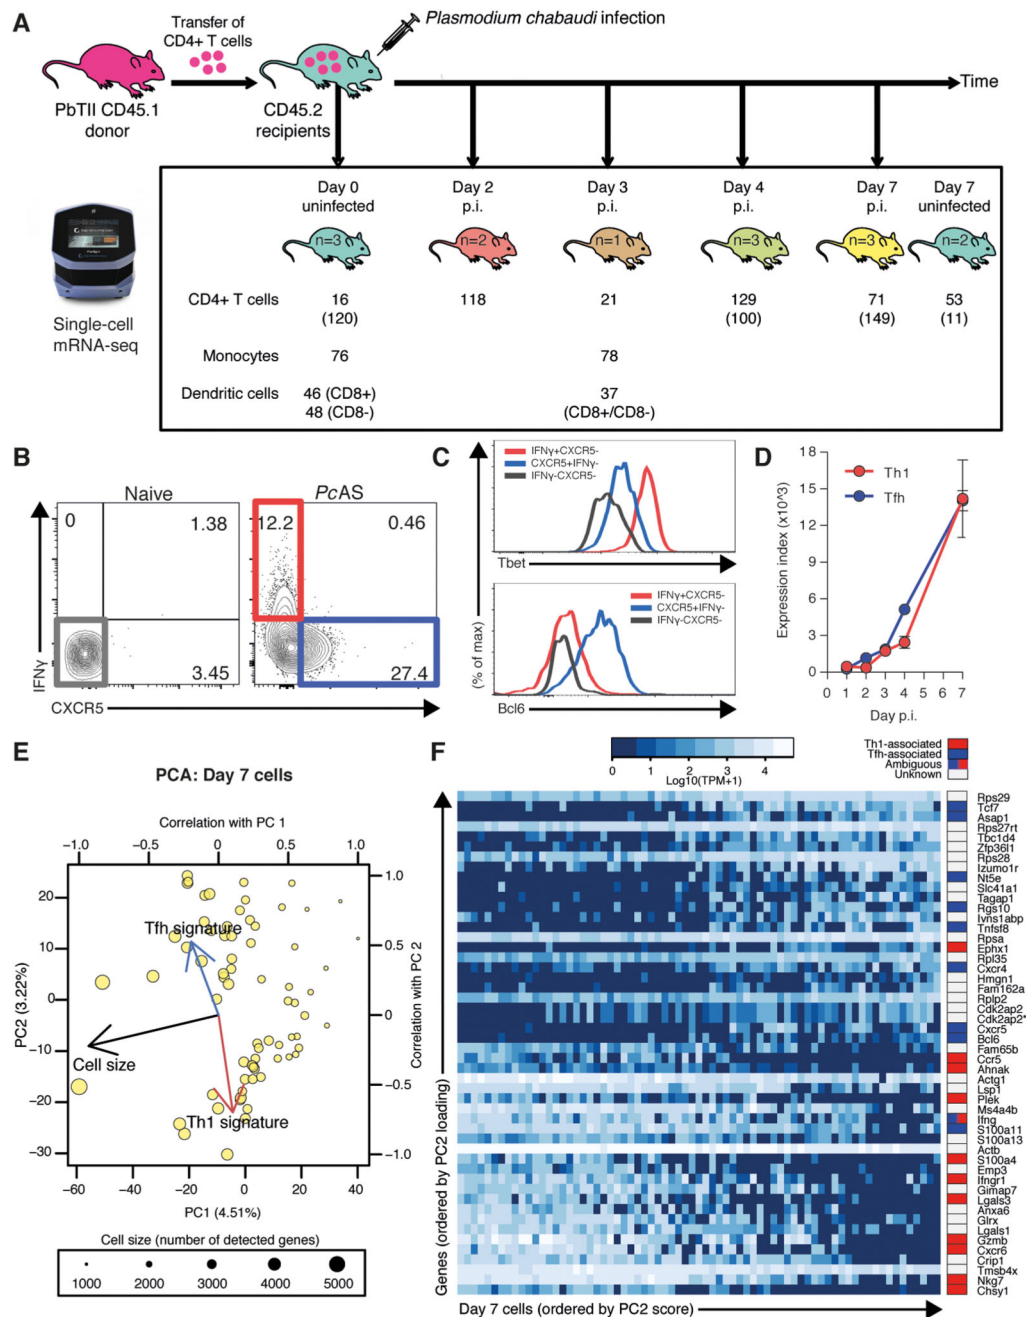 A
Transfer of
CD4+ T cells
Plasmodium chabaudi infection
Time
PbTII CD45.1
donor
CD45.2
recipients
Day 0
uninfected
Day 2
p.i.
Day 3
p.i.
Day 4
p.i.
Day 7
p.i.
Day 7
uninfected
n=3
n=2
n=1
n=3
n=3
n=2
Single-cell
mRNA-seq
CD4+ T cells
16
(120)
118
21
129
(100)
71
(149)
53
(11)
Monocytes
76
78
Dendritic cells
46 (CD8+)
48 (CD8-)
37
(CD8+/CD8-)
B
Naive
PcAS
0
1.38
3.45
12.2
0.46
27.4
IFNγ
CXCR5
C
IFNγ+CXCR5-
CXCR5+IFNγ-
IFNγ-CXCR5-
Tbet
IFNγ+CXCR5-
CXCR5+IFNγ-
IFNγ-CXCR5-
Bcl6
(% of max)
D
Th1
Tfh
Expression index (x10^3)
18
15
12
9
6
3
0
0 1 2 3 4 7
Day p.i.
E
PCA: Day 7 cells
Correlation with PC 1
-1.0 -0.5 0 0.5 1.0
PC2 (3.22%)
20
10
0
-10
-20
-30
Correlation with PC 2
1.0
0.5
0
-0.5
-1.0
Tfh signature
Cell size
Th1 signature
-60 -40 -20 0 20 40
PC1 (4.51%)
Cell size (number of detected genes)
1000 2000 3000 4000 5000
F
0 1 2 3 4
Log10(TPM+1)
Th1-associated
Tfh-associated
Ambiguous
Unknown
Genes (ordered by PC2 loading)
Rps29
Tcf7
Asap1
Rps27rt
Tbc1d4
Zfp36l1
Rps28
Izumo1r
Nt5e
Slc41a1
Tagap1
Rgs10
Ivns1abp
Tnfsf8
Rpsa
Ephx1
Rpl35
Cxcr4
Hmgn1
Fam162a
Rplp2
Cdk2ap2
Cdk2ap2*
Cxcr5
Bcl6
Fam65b
Ccr5
Ahnak
Actg1
Lsp1
Plek
Ms4a4b
Ifng
S100a11
S100a13
Actb
S100a4
Emp3
Ifngr1
Gimap7
Lgals3
Anxa6
Glrx
Lgals1
Gzmb
Cxcr6
Crip1
Tmsb4x
Nkg7
Chsy1
Day 7 cells (ordered by PC2 score)